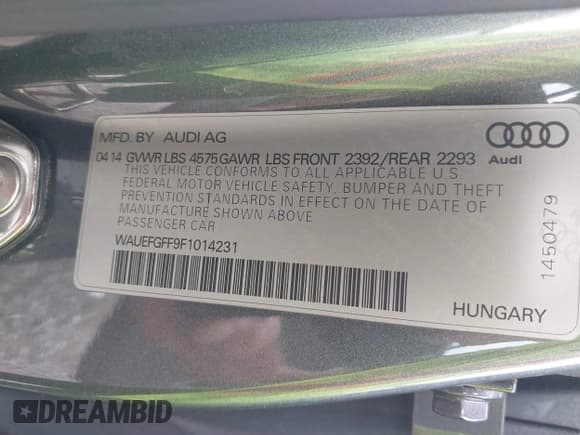 MFD. BY AUDI AG
04 14 GVWR LBS 4575 GAWR LBS FRONT 2392/REAR 2293
THIS VEHICLE CONFORMS TO ALL APPLICABLE U.S.
FEDERAL MOTOR VEHICLE SAFETY, BUMPER AND THEFT
PREVENTION STANDARDS IN EFFECT ON THE DATE OF
MANUFACTURE SHOWN ABOVE
PASSENGER CAR
WAUEFGFF9F1014231
Audi
1450479
HUNGARY
DREAMBID